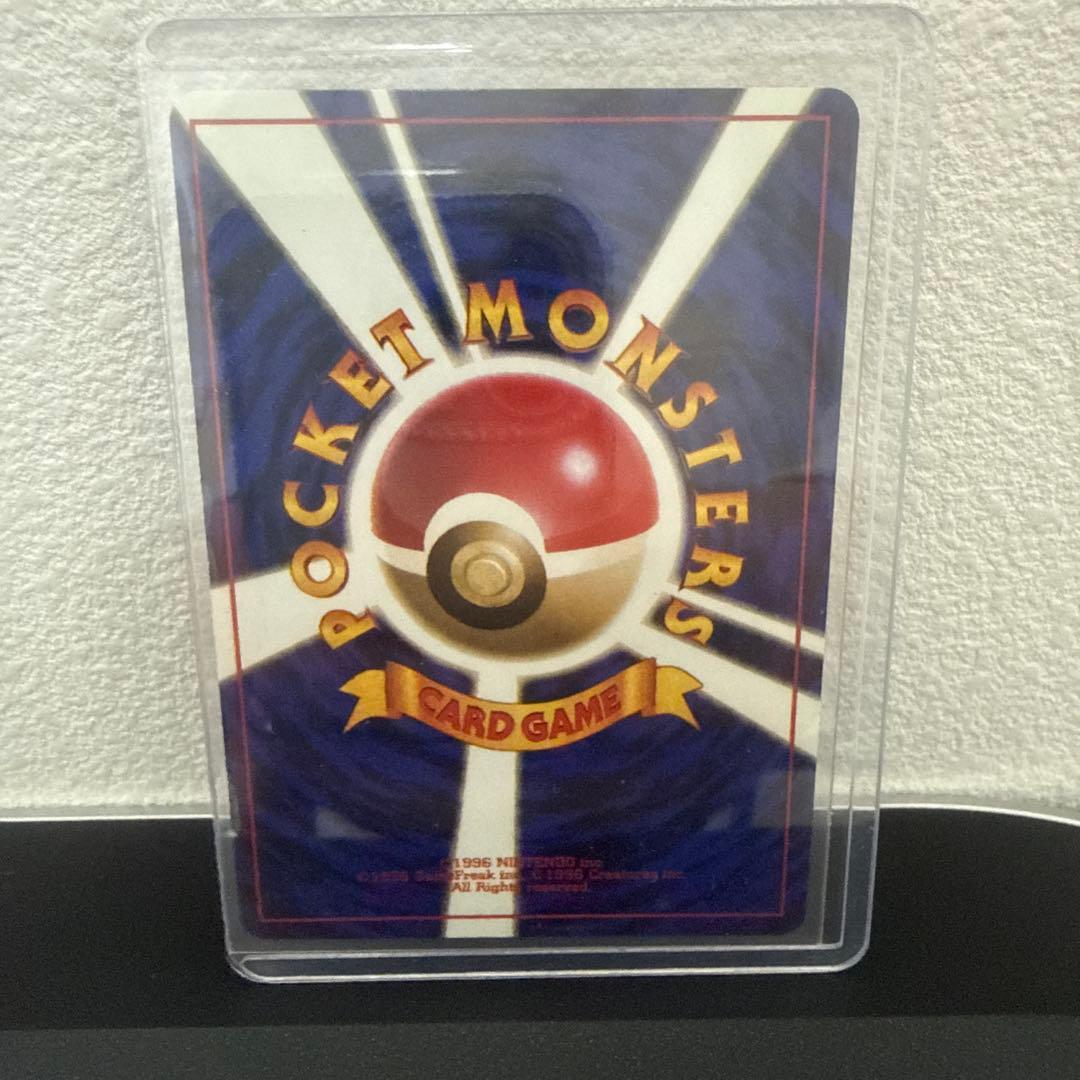 POCKET MONSTERS
CARD GAME
©1996 NINTENDO inc
©1996 GameFreak inc. ©1996 Creatures inc.
All Rights reserved.